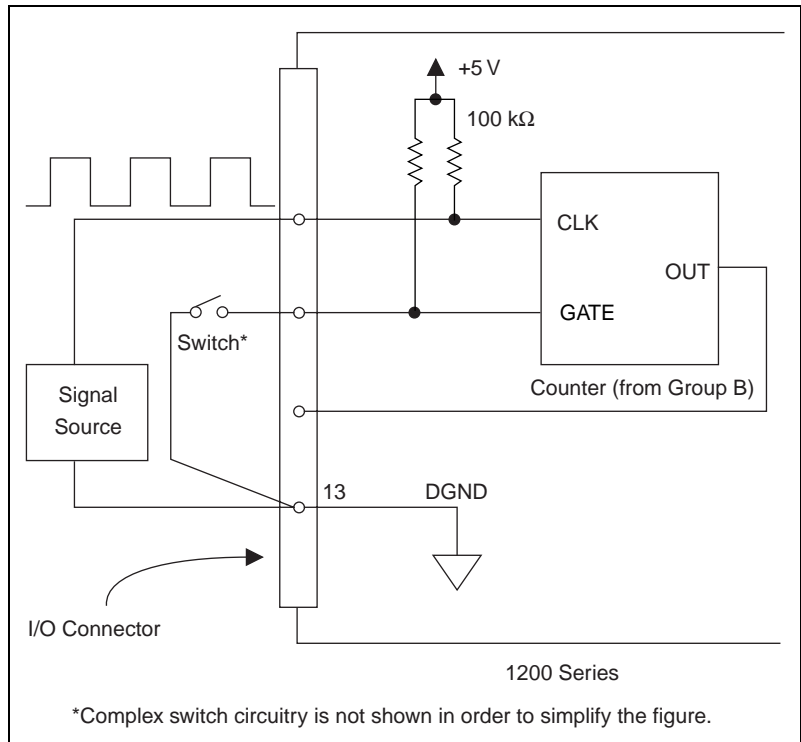 +5 V
100 kΩ
CLK
OUT
GATE
Switch*
Signal
Source
Counter (from Group B)
13
DGND
I/O Connector
1200 Series
*Complex switch circuitry is not shown in order to simplify the figure.